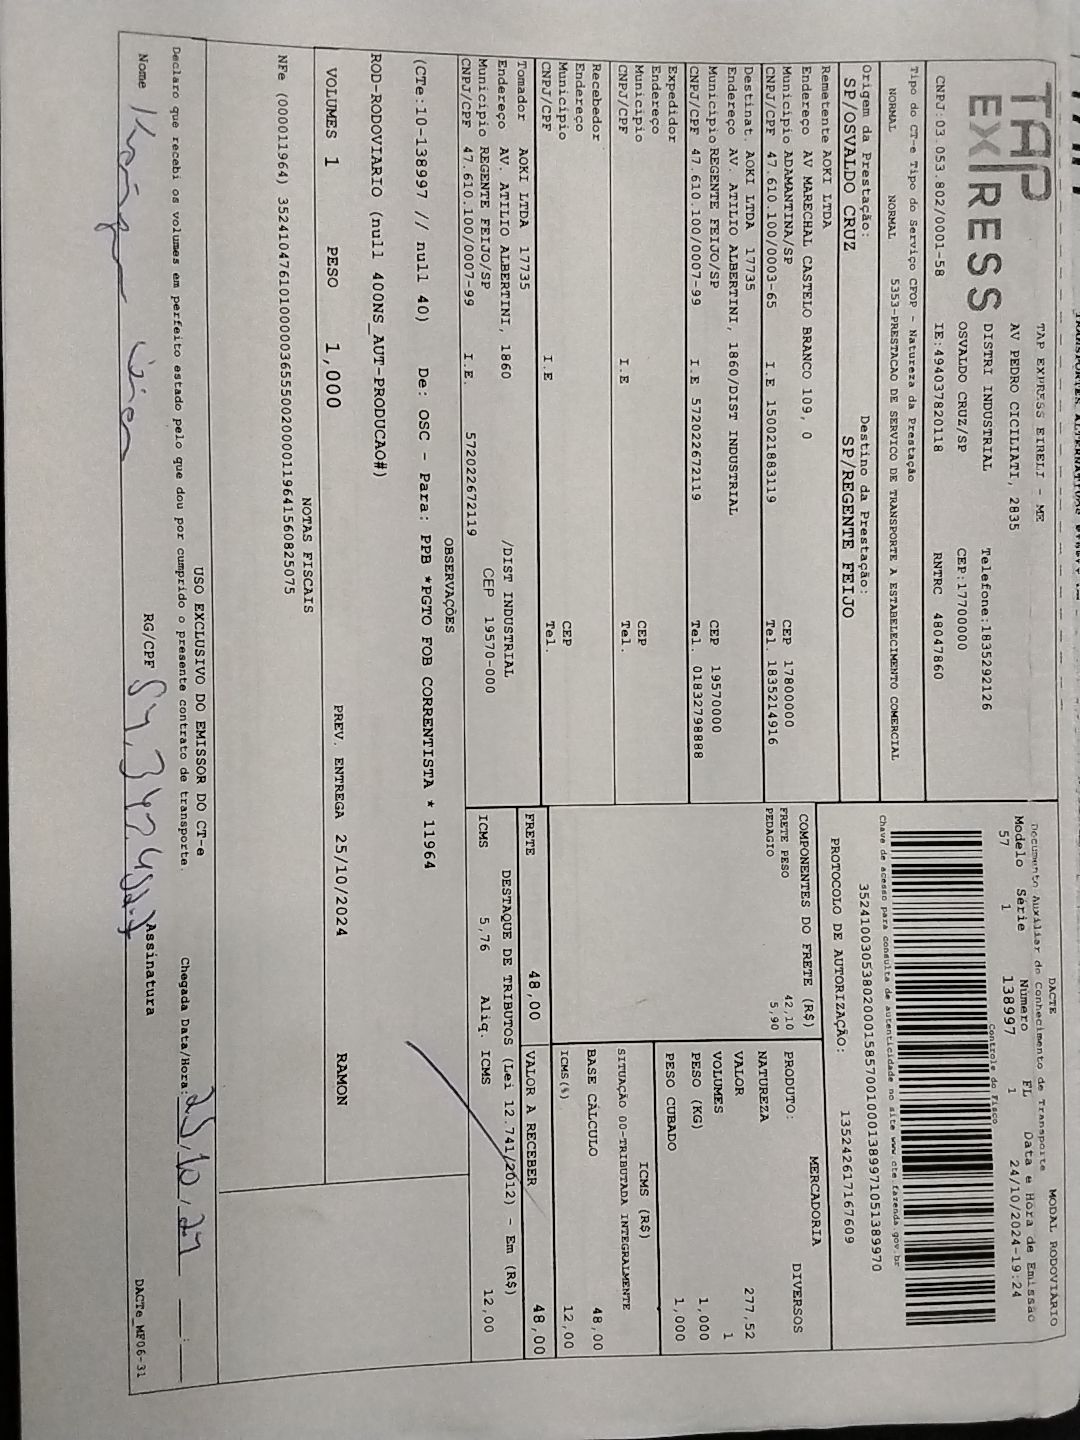 TAP
EXPRESS
TAP EXPRESS EIRELI - ME
AV PEDRO CICILIATI, 2835
DISTRI INDUSTRIAL Telefone:1835292126
OSVALDO CRUZ/SP CEP:17700000
CNPJ:03.053.802/0001-58 IE:494037820118 RNTRC 48047860
Tipo do CT-e Tipo do Serviço CFOP - Natureza da Prestação
NORMAL NORMAL 5353-PRESTACAO DE SERVICO DE TRANSPORTE A ESTABELECIMENTO COMERCIAL
Origem da Prestação: Destino da Prestação:
SP/OSVALDO CRUZ SP/REGENTE FEIJO
Remetente AOKI LTDA
Endereço AV MARECHAL CASTELO BRANCO 109, 0
Município ADAMANTINA/SP CEP 17800000
CNPJ/CPF 47.610.100/0003-65 I.E 150021883119 Tel. 1835214916
Destinat. AOKI LTDA 17735
Endereço AV. ATILIO ALBERTINI, 1860/DIST INDUSTRIAL
Município REGENTE FEIJO/SP CEP 19570000
CNPJ/CPF 47.610.100/0007-99 I.E 572022672119 Tel. 01832798888
Expedidor
Endereço
Município CEP
CNPJ/CPF I.E Tel.
Recebedor
Endereço
Município CEP
CNPJ/CPF I.E Tel.
Tomador AOKI LTDA 17735
Endereço AV. ATILIO ALBERTINI, 1860 /DIST INDUSTRIAL
Município REGENTE FEIJO/SP CEP 19570-000
CNPJ/CPF 47.610.100/0007-99 I.E. 572022672119
DACTE MODAL RODOVIARIO
Documento Auxiliar do Conhecimento de Transporte
Modelo Série Número FL Data e Hora de Emissão
57 1 138997 1 24/10/2024-19:24
Controle do Fisco
Chave de acesso para consulta de autenticidade no site www.cte.fazenda.gov.br
35241003053802000158570010001389971051389970
PROTOCOLO DE AUTORIZAÇÃO: 135242617167609
COMPONENTES DO FRETE (R$)
FRETE PESO 42,10
PEDAGIO 5,90
MERCADORIA
PRODUTO: DIVERSOS
NATUREZA
VALOR 277,52
VOLUMES 1
PESO (KG) 1,000
PESO CUBADO 1,000
ICMS (R$)
SITUAÇÃO 00-TRIBUTADA INTEGRALMENTE
BASE CÁLCULO 48,00
ICMS(%) 12,00
FRETE 48,00 VALOR A RECEBER 48,00
DESTAQUE DE TRIBUTOS (Lei 12.741/2012) - Em (R$)
ICMS 5,76 Aliq. ICMS 12,00
OBSERVAÇÕES
(CTe:10-138997 // null 40) De: OSC - Para: PPB *PGTO FOB CORRENTISTA * 11964
ROD-RODOVIARIO (null 400NS_AUT-PRODUCAO#)
VOLUMES 1 PESO 1,000 PREV. ENTREGA 25/10/2024 RAMON
NOTAS FISCAIS
NFe (000011964) 35241047610100000365550020000119641560825075
USO EXCLUSIVO DO EMISSOR DO CT-e
Declaro que recebi os volumes em perfeito estado pelo que dou por cumprido o presente contrato de transporte. Chegada Data/Hora: 25/10/24 :
Nome RG/CPF Assinatura DACTe_MF06-31